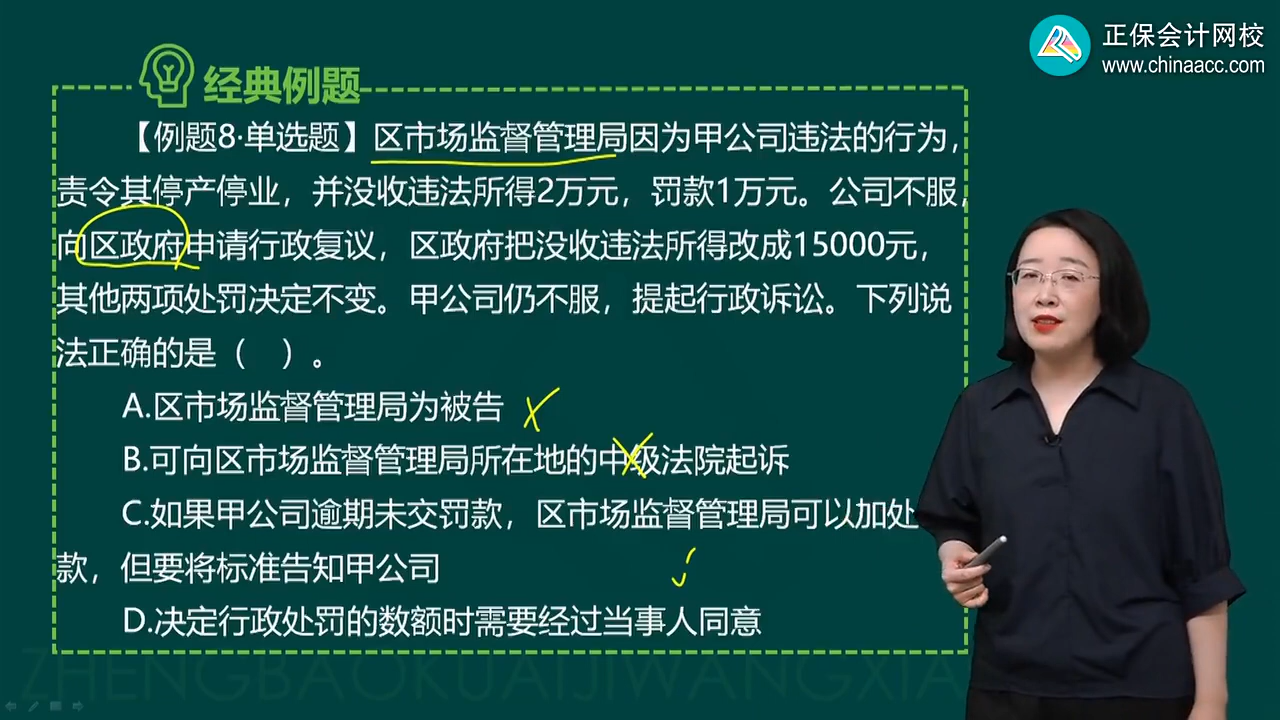 正保会计网校
www.chinaacc.com
经典例题
【例题8·单选题】区市场监督管理局因为甲公司违法的行为，
责令其停产停业，并没收违法所得2万元，罚款1万元。公司不服，
向区政府申请行政复议，区政府把没收违法所得改成15000元，
其他两项处罚决定不变。甲公司仍不服，提起行政诉讼。下列说
法正确的是（　）。
A.区市场监督管理局为被告
B.可向区市场监督管理局所在地的中级法院起诉
C.如果甲公司逾期未交罚款，区市场监督管理局可以加处
款，但要将标准告知甲公司
D.决定行政处罚的数额时需要经过当事人同意
ZHENGBAOKUAIJIWANGXIA